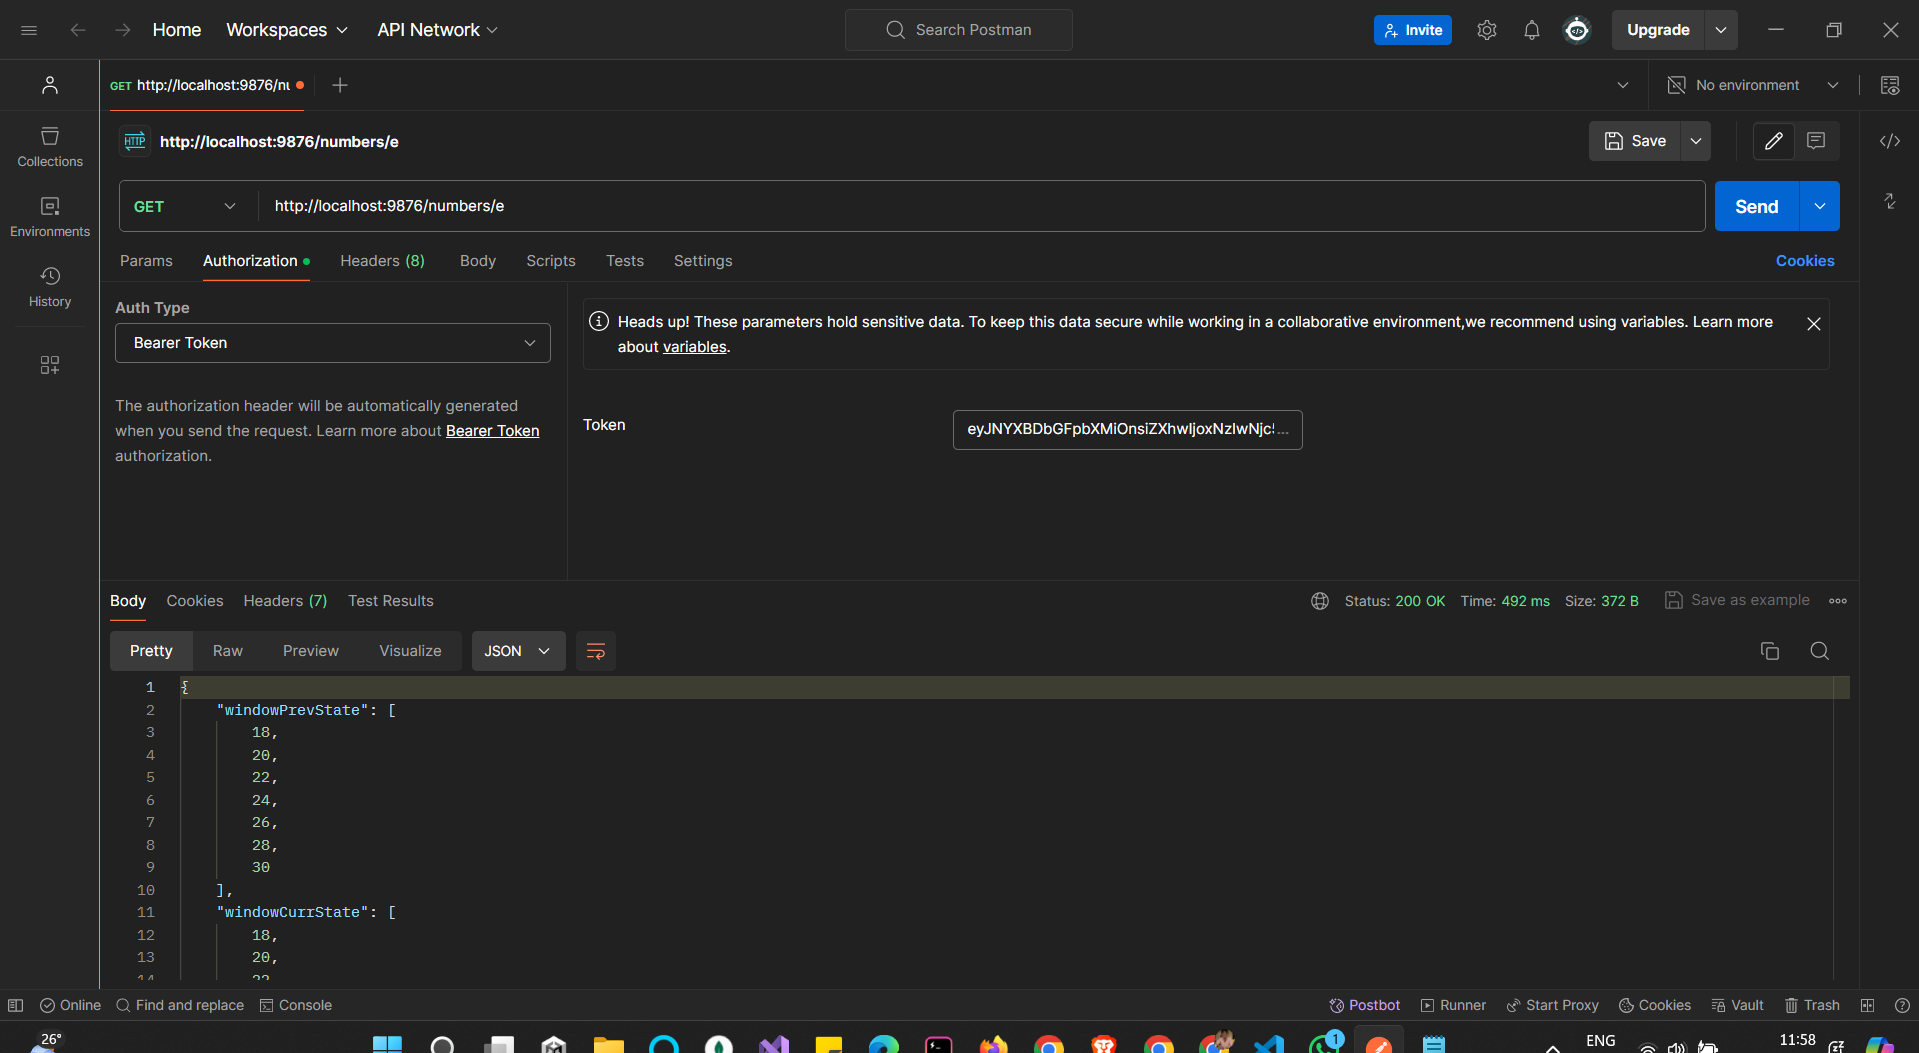 Home Workspaces API Network Search Postman Invite Upgrade
GET http://localhost:9876/nu No environment
HTTP http://localhost:9876/numbers/e Save
GET http://localhost:9876/numbers/e Send
Collections
Environments
History
Params Authorization Headers (8) Body Scripts Tests Settings Cookies
Auth Type
Bearer Token
The authorization header will be automatically generated
when you send the request. Learn more about Bearer Token
authorization.
Heads up! These parameters hold sensitive data. To keep this data secure while working in a collaborative environment,we recommend using variables. Learn more
about variables.
Token
Body Cookies Headers (7) Test Results Status: 200 OK Time: 492 ms Size: 372 B Save as example
Pretty Raw Preview Visualize JSON
1 {
2 "windowPrevState": [
3 18,
4 20,
5 22,
6 24,
7 26,
8 28,
9 30
10 ],
11 "windowCurrState": [
12 18,
13 20,
14 22
Online Find and replace Console Postbot Runner Start Proxy Cookies Vault Trash
26° 1 ENG 11:58